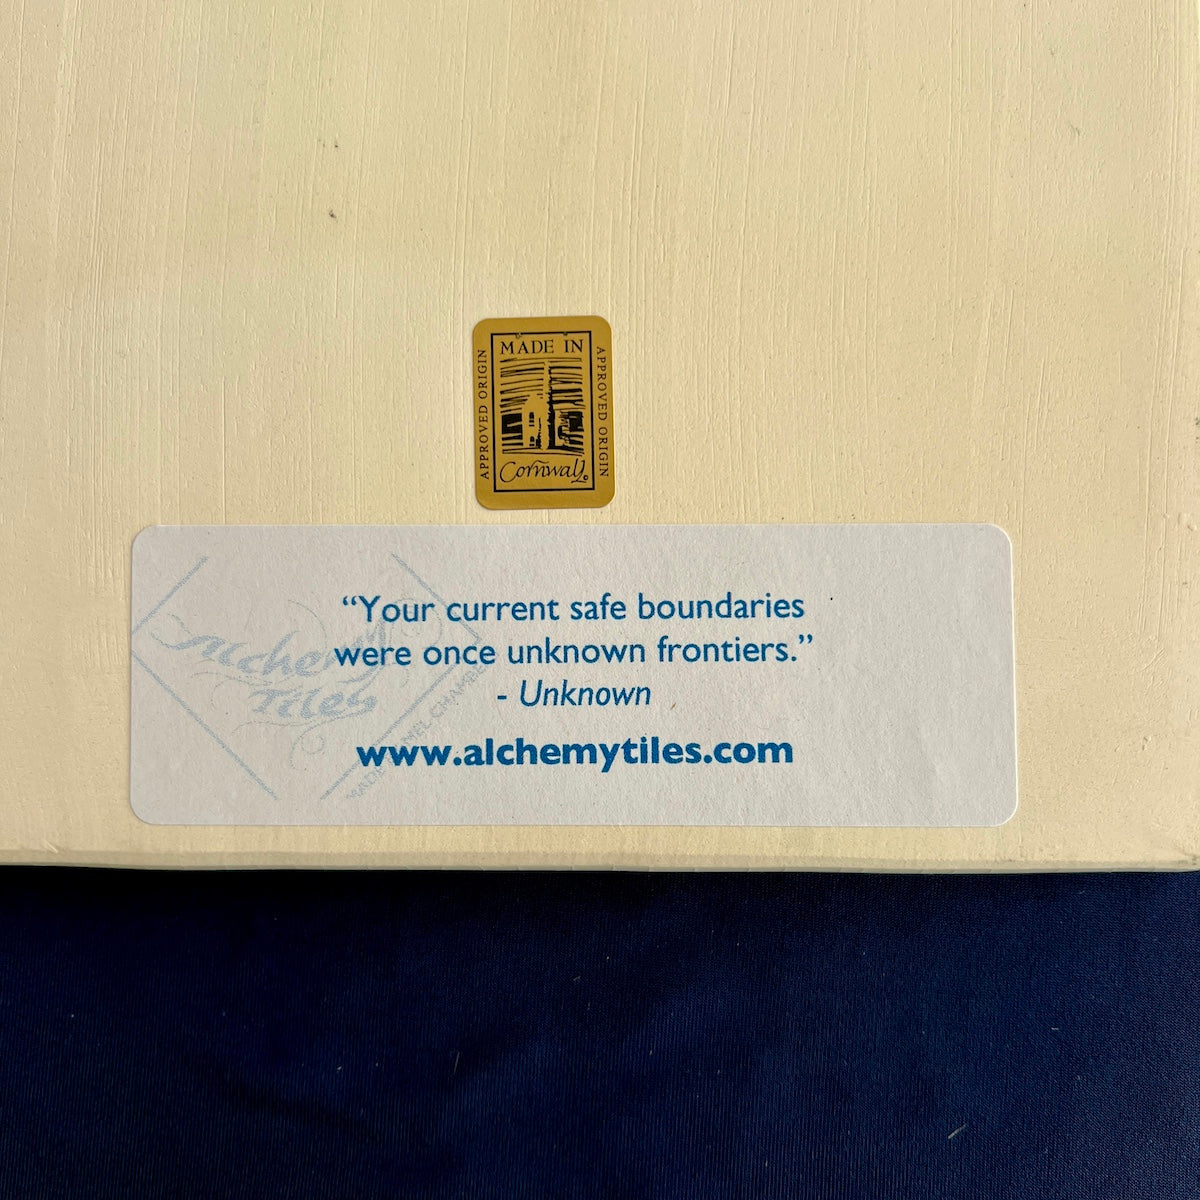 MADE IN
APPROVED ORIGIN
APPROVED ORIGIN
Cornwall
“Your current safe boundaries
were once unknown frontiers.”
- Unknown
www.alchemytiles.com
Alchemy
Tiles
MADE